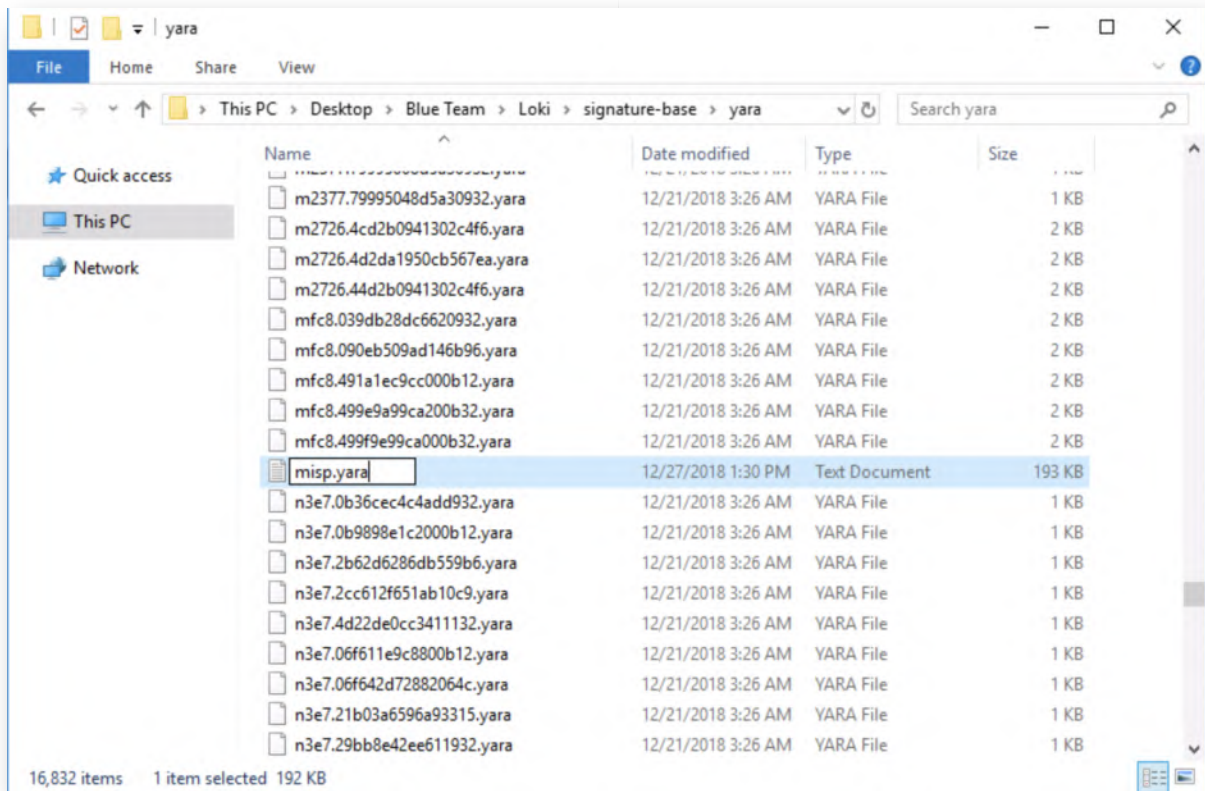 yara
File Home Share View
This PC > Desktop > Blue Team > Loki > signature-base > yara Search yara
Name Date modified Type Size
Quick access
This PC
Network
m2377.79995048d5a30932.yara 12/21/2018 3:26 AM YARA File 1 KB
m2726.4cd2b0941302c4f6.yara 12/21/2018 3:26 AM YARA File 2 KB
m2726.4d2da1950cb567ea.yara 12/21/2018 3:26 AM YARA File 2 KB
m2726.44d2b0941302c4f6.yara 12/21/2018 3:26 AM YARA File 2 KB
mfc8.039db28dc6620932.yara 12/21/2018 3:26 AM YARA File 2 KB
mfc8.090eb509ad146b96.yara 12/21/2018 3:26 AM YARA File 2 KB
mfc8.491a1ec9cc000b12.yara 12/21/2018 3:26 AM YARA File 2 KB
mfc8.499e9a99ca200b32.yara 12/21/2018 3:26 AM YARA File 2 KB
mfc8.499f9e99ca000b32.yara 12/21/2018 3:26 AM YARA File 2 KB
misp.yara 12/27/2018 1:30 PM Text Document 193 KB
n3e7.0b36cec4c4add932.yara 12/21/2018 3:26 AM YARA File 1 KB
n3e7.0b9898e1c2000b12.yara 12/21/2018 3:26 AM YARA File 1 KB
n3e7.2b62d6286db559b6.yara 12/21/2018 3:26 AM YARA File 1 KB
n3e7.2cc612f651ab10c9.yara 12/21/2018 3:26 AM YARA File 1 KB
n3e7.4d22de0cc3411132.yara 12/21/2018 3:26 AM YARA File 1 KB
n3e7.06f611e9c8800b12.yara 12/21/2018 3:26 AM YARA File 1 KB
n3e7.06f642d72882064c.yara 12/21/2018 3:26 AM YARA File 1 KB
n3e7.21b03a6596a93315.yara 12/21/2018 3:26 AM YARA File 1 KB
n3e7.29bb8e42ee611932.yara 12/21/2018 3:26 AM YARA File 1 KB
16,832 items 1 item selected 192 KB